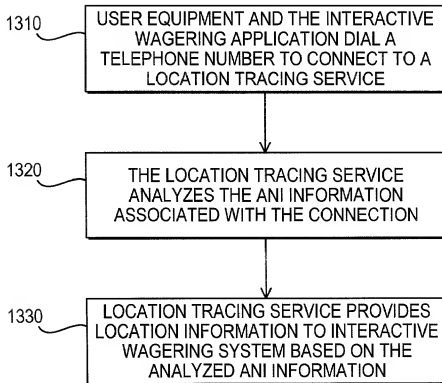 1310
USER EQUIPMENT AND THE INTERACTIVE
WAGERING APPLICATION DIAL A
TELEPHONE NUMBER TO CONNECT TO A
LOCATION TRACING SERVICE
1320
THE LOCATION TRACING SERVICE
ANALYZES THE ANI INFORMATION
ASSOCIATED WITH THE CONNECTION
1330
LOCATION TRACING SERVICE PROVIDES
LOCATION INFORMATION TO INTERACTIVE
WAGERING SYSTEM BASED ON THE
ANALYZED ANI INFORMATION